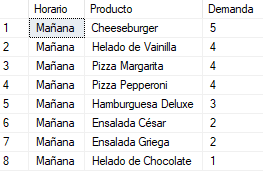 Horario Producto Demanda
1 Mañana Cheeseburger 5
2 Mañana Helado de Vainilla 4
3 Mañana Pizza Margarita 4
4 Mañana Pizza Pepperoni 4
5 Mañana Hamburguesa Deluxe 3
6 Mañana Ensalada César 2
7 Mañana Ensalada Griega 2
8 Mañana Helado de Chocolate 1